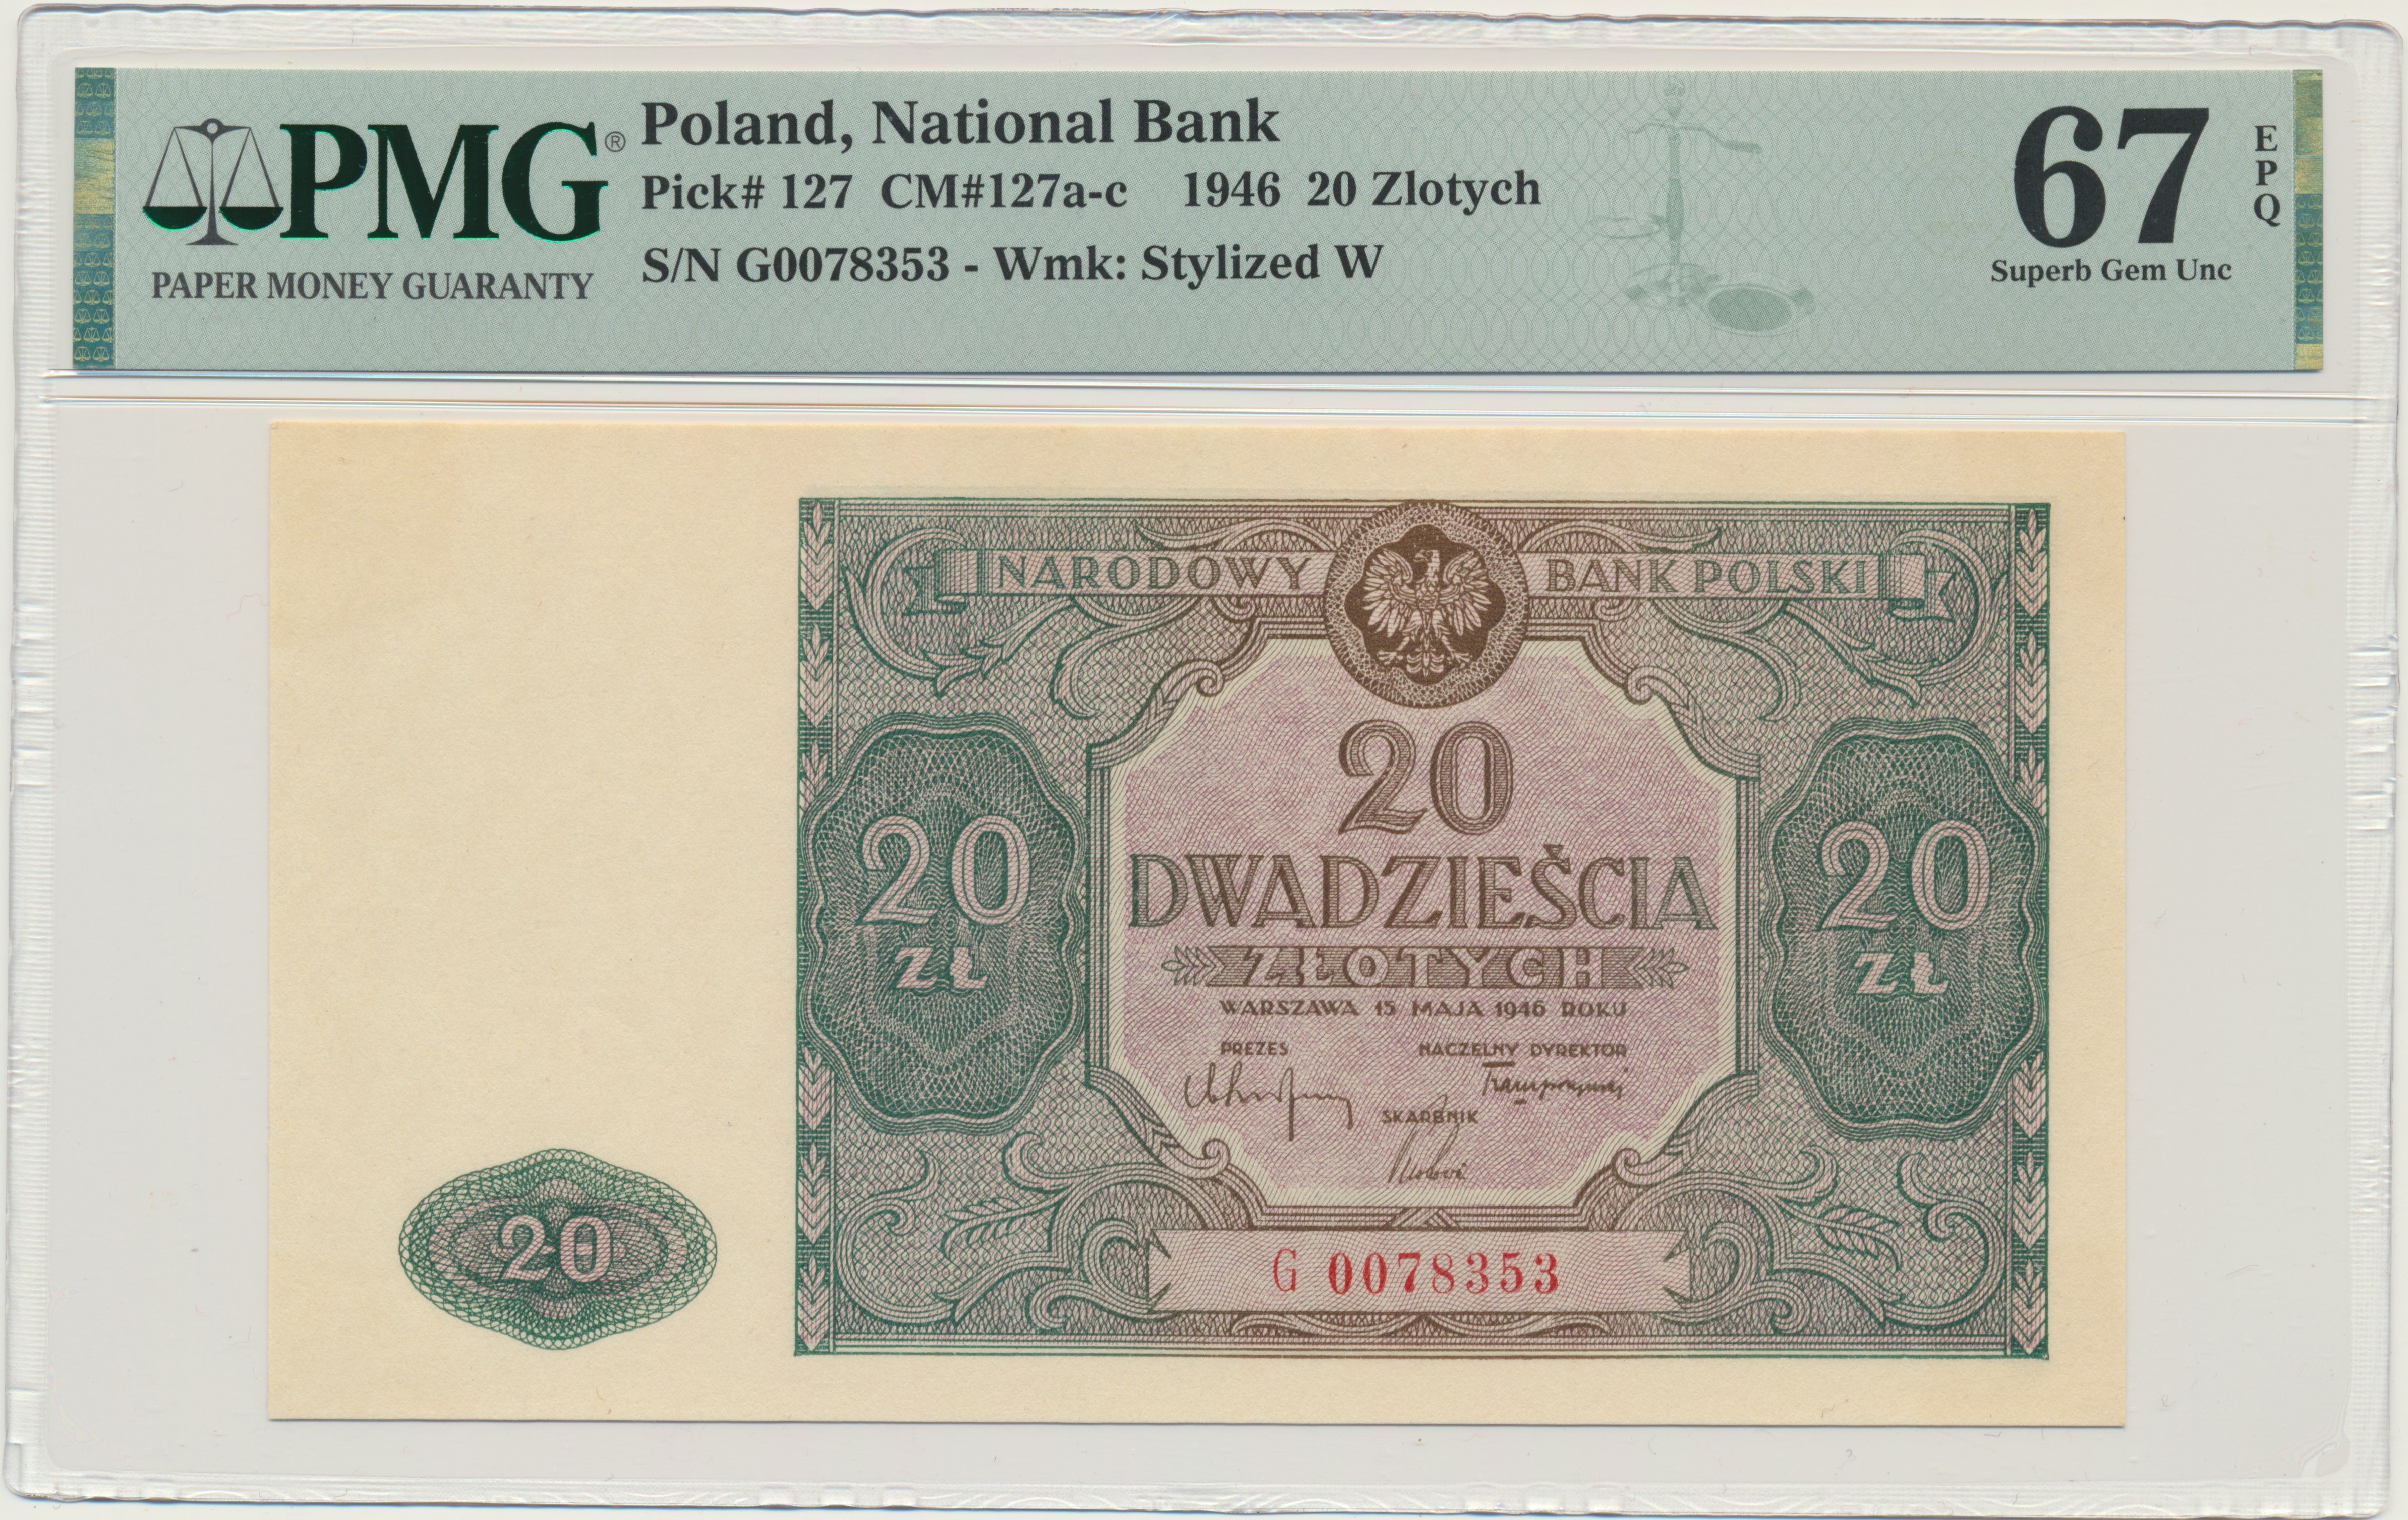 PMG®
PAPER MONEY GUARANTY
Poland, National Bank
Pick# 127 CM#127a-c 1946 20 Zlotych
S/N G0078353 - Wmk: Stylized W
67
EPQ
Superb Gem Unc
NARODOWY BANK POLSKI
20
DWADZIEŚCIA
ZŁOTYCH
WARSZAWA 15 MAJA 1946 ROKU
PREZES
NACZELNY DYREKTOR
SKARBNIK
20
ZŁ
20
ZŁ
20
G 0078353